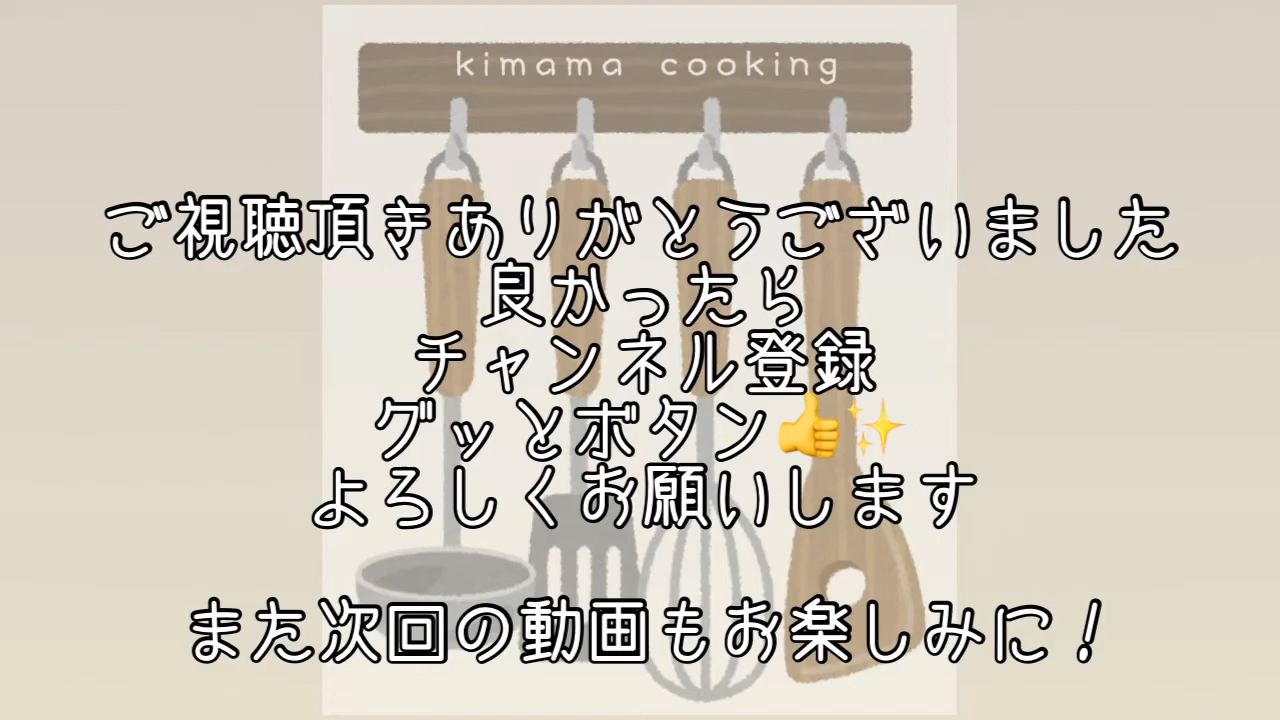 kimama cooking
ご視聴頂きありがとうございました
良かったら
チャンネル登録
グッとボタン👍✨
よろしくお願いします
また次回の動画もお楽しみに！